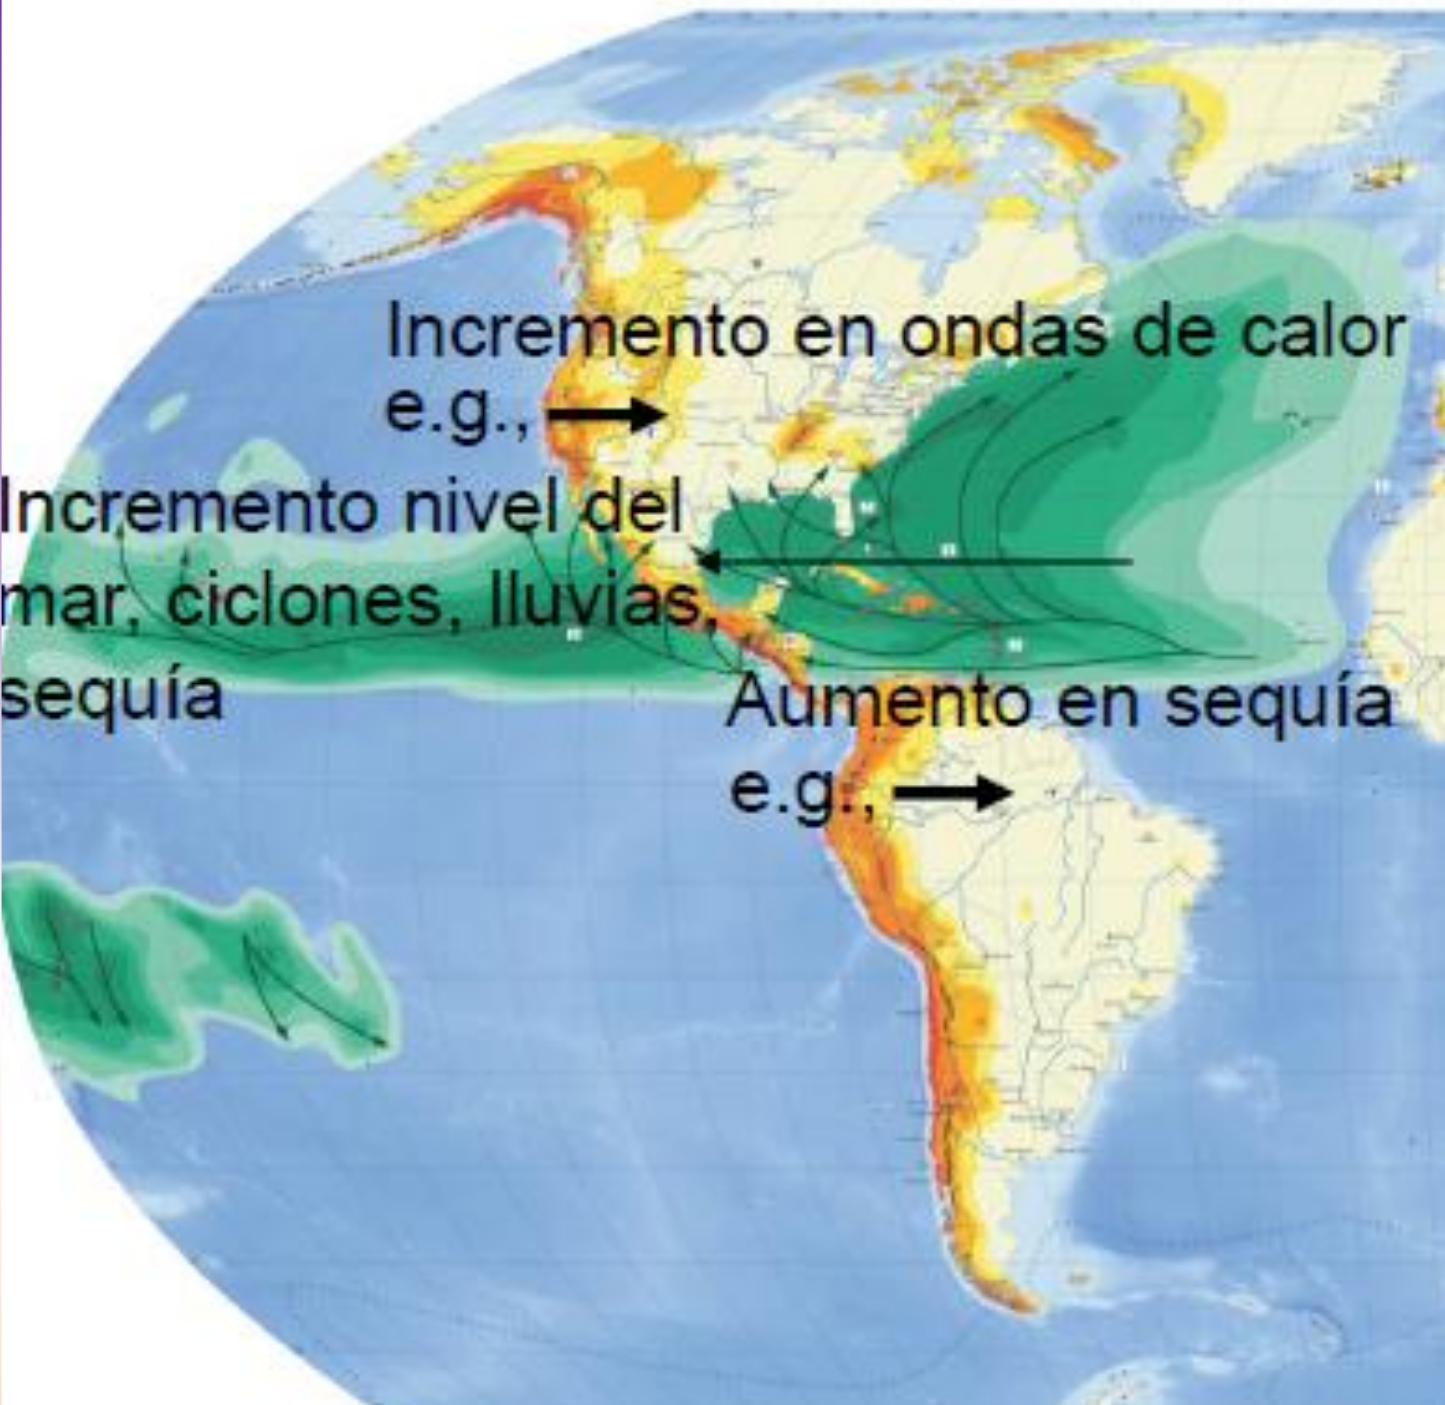 Incremento en ondas de calor
e.g.,
Incremento nivel del
mar, ciclones, lluvias,
sequía
Aumento en sequía
e.g.,